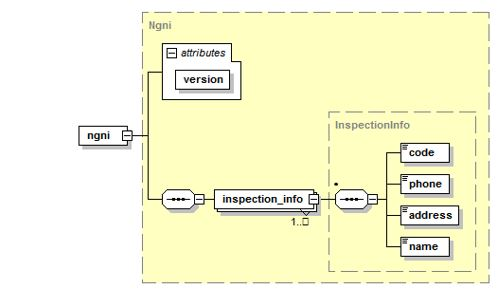 Ngni
attributes
version
ngni
inspection_info
1..
InspectionInfo
code
phone
address
name